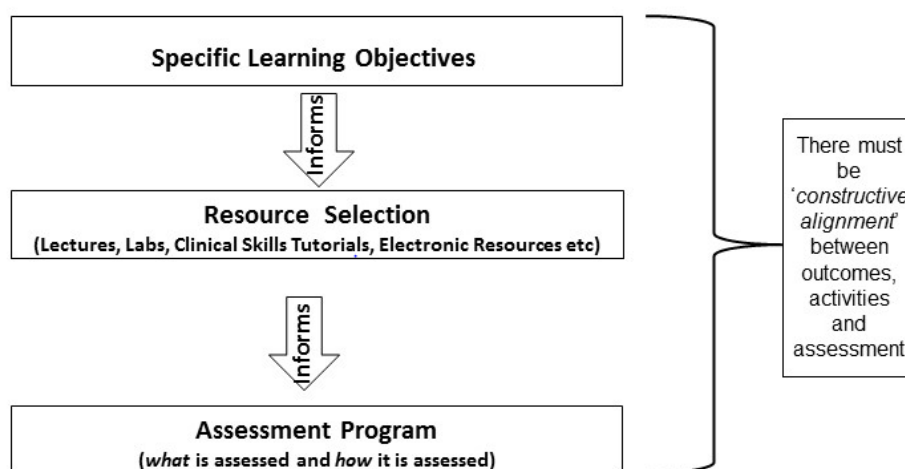 Specific Learning Objectives
Informs
Resource Selection
(Lectures, Labs, Clinical Skills Tutorials, Electronic Resources etc)
Informs
Assessment Program
(what is assessed and how it is assessed)
There must
be
'constructive
alignment'
between
outcomes,
activities
and
assessment